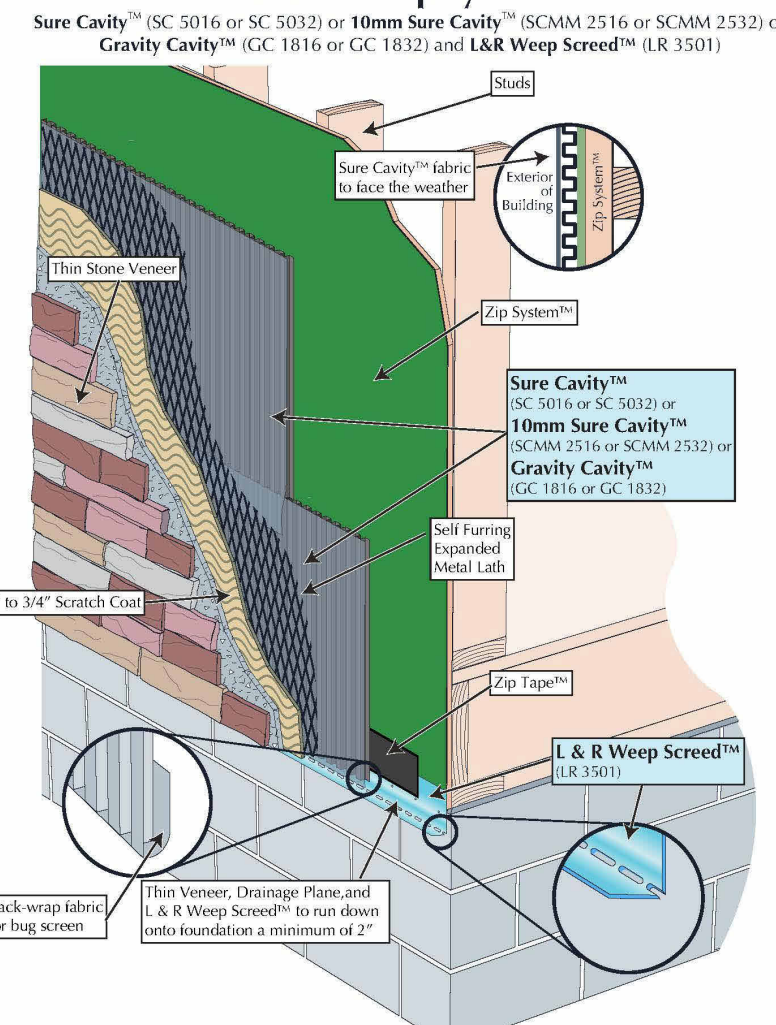 Sure Cavity™ (SC 5016 or SC 5032) or 10mm Sure Cavity™ (SCMM 2516 or SCMM 2532) o
Gravity Cavity™ (GC 1816 or GC 1832) and L&R Weep Screed™ (LR 3501)
Studs
Sure Cavity™ fabric
to face the weather
Exterior
of
Building
Zip System™
Thin Stone Veneer
Zip System™
Sure Cavity™
(SC 5016 or SC 5032) or
10mm Sure Cavity™
(SCMM 2516 or SCMM 2532) or
Gravity Cavity™
(GC 1816 or GC 1832)
Self Furring
Expanded
Metal Lath
to 3/4" Scratch Coat
Zip Tape™
L & R Weep Screed™
(LR 3501)
ack-wrap fabric
or bug screen
Thin Veneer, Drainage Plane,and
L & R Weep Screed™ to run down
onto foundation a minimum of 2"